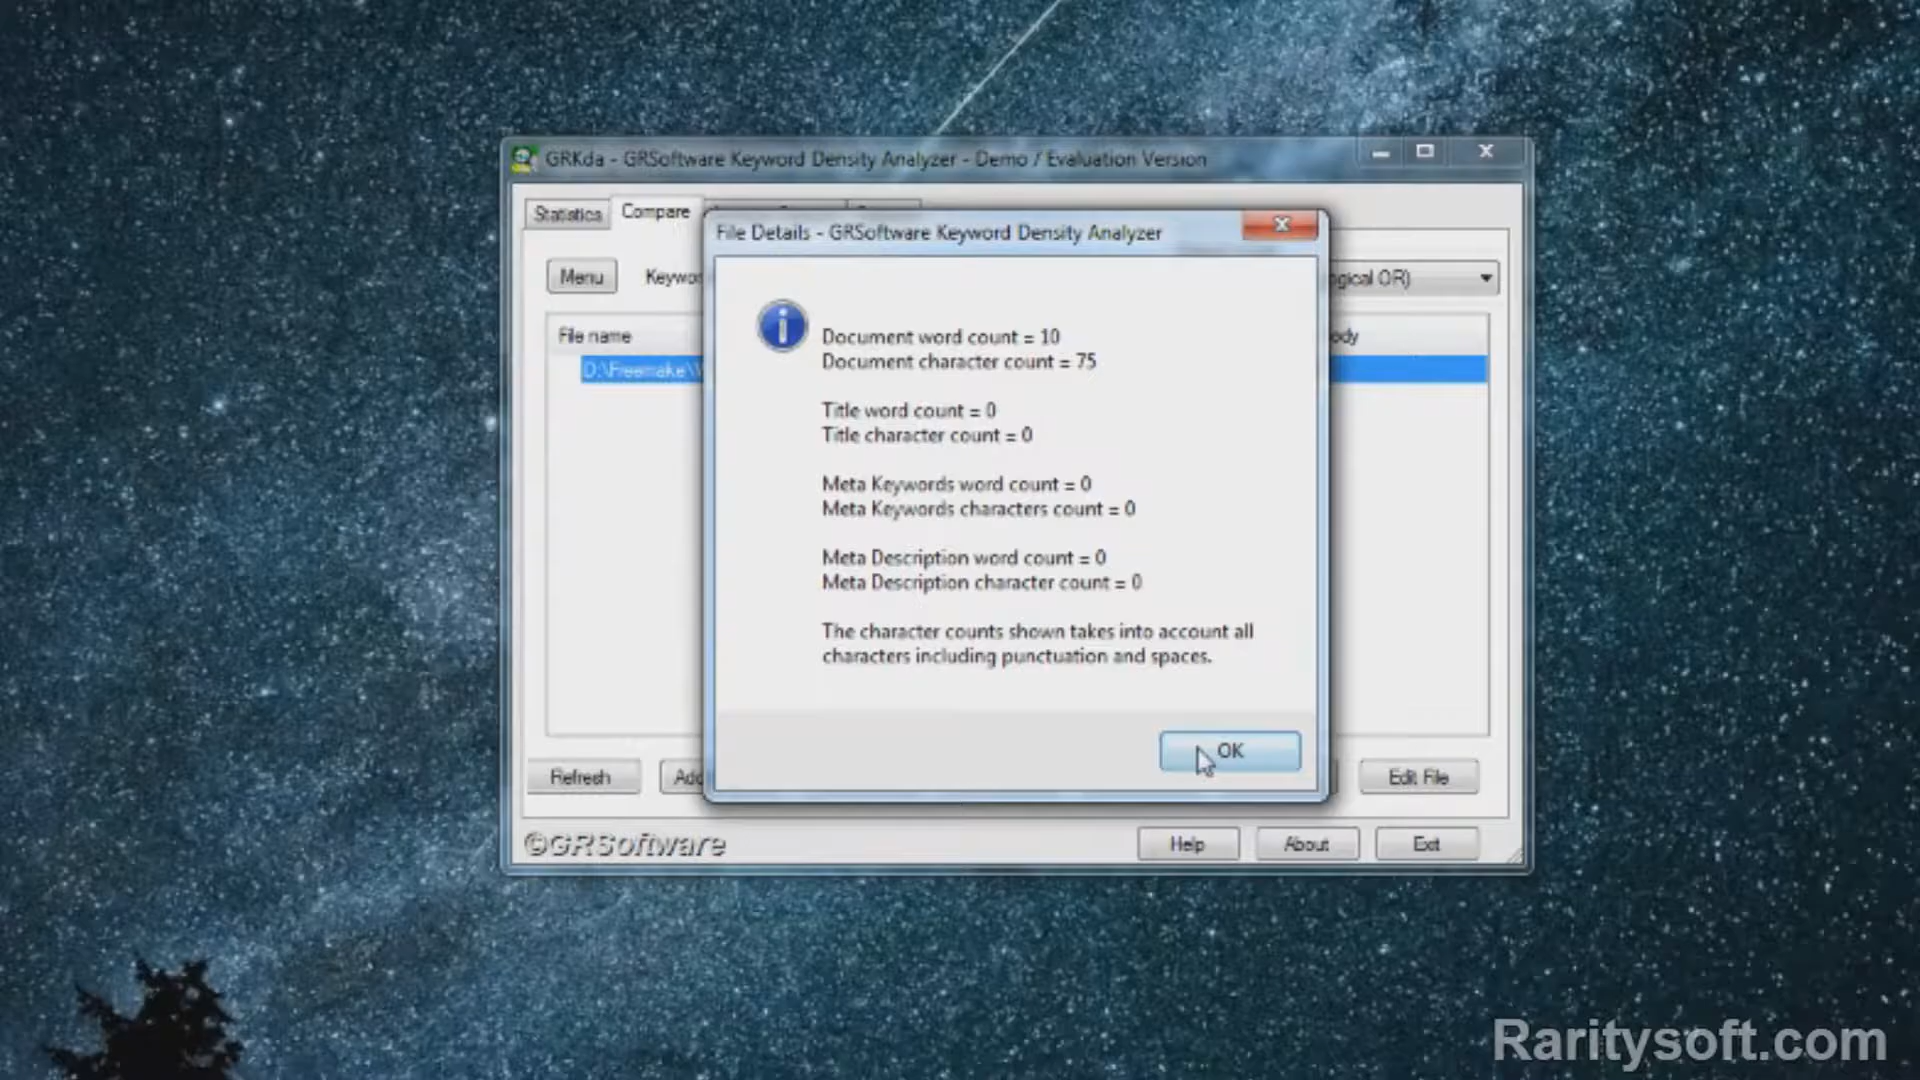 GRKda - GRSoftware Keyword Density Analyzer - Demo / Evaluation Version
Statistics
Compare
Menu
File name
D:\Freemake\
File Details - GRSoftware Keyword Density Analyzer
Document word count = 10
Document character count = 75
Title word count = 0
Title character count = 0
Meta Keywords word count = 0
Meta Keywords characters count = 0
Meta Description word count = 0
Meta Description character count = 0
The character counts shown takes into account all
characters including punctuation and spaces.
OK
OR)
Refresh
Edit File
©GRSoftware
Help
About
Exit
Raritysoft.com